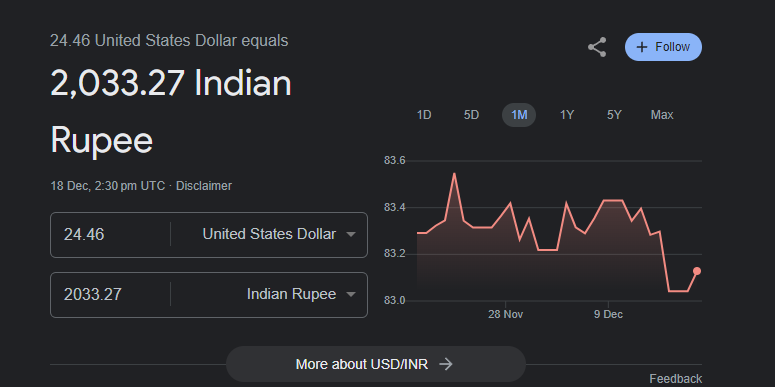 24.46 United States Dollar equals
2,033.27 Indian
Rupee
18 Dec, 2:30 pm UTC · Disclaimer
24.46 United States Dollar
2033.27 Indian Rupee
+ Follow
1D 5D 1M 1Y 5Y Max
83.6
83.4
83.2
83.0
28 Nov 9 Dec
More about USD/INR →
Feedback